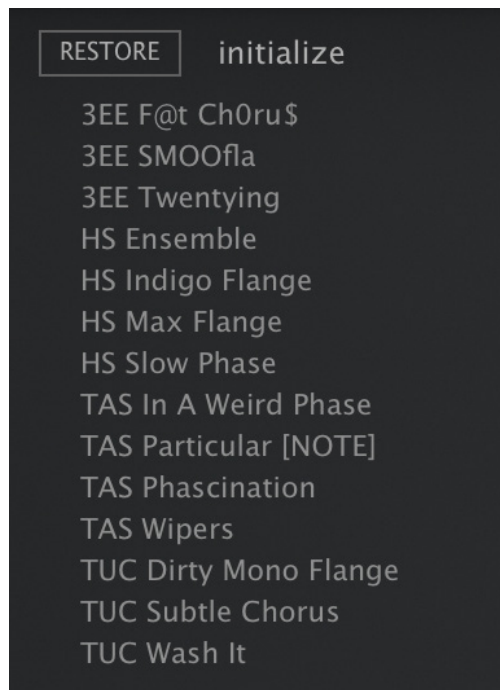 RESTORE initialize
3EE F@t Ch0ru$
3EE SMOOfla
3EE Twentying
HS Ensemble
HS Indigo Flange
HS Max Flange
HS Slow Phase
TAS In A Weird Phase
TAS Particular [NOTE]
TAS Phascination
TAS Wipers
TUC Dirty Mono Flange
TUC Subtle Chorus
TUC Wash It